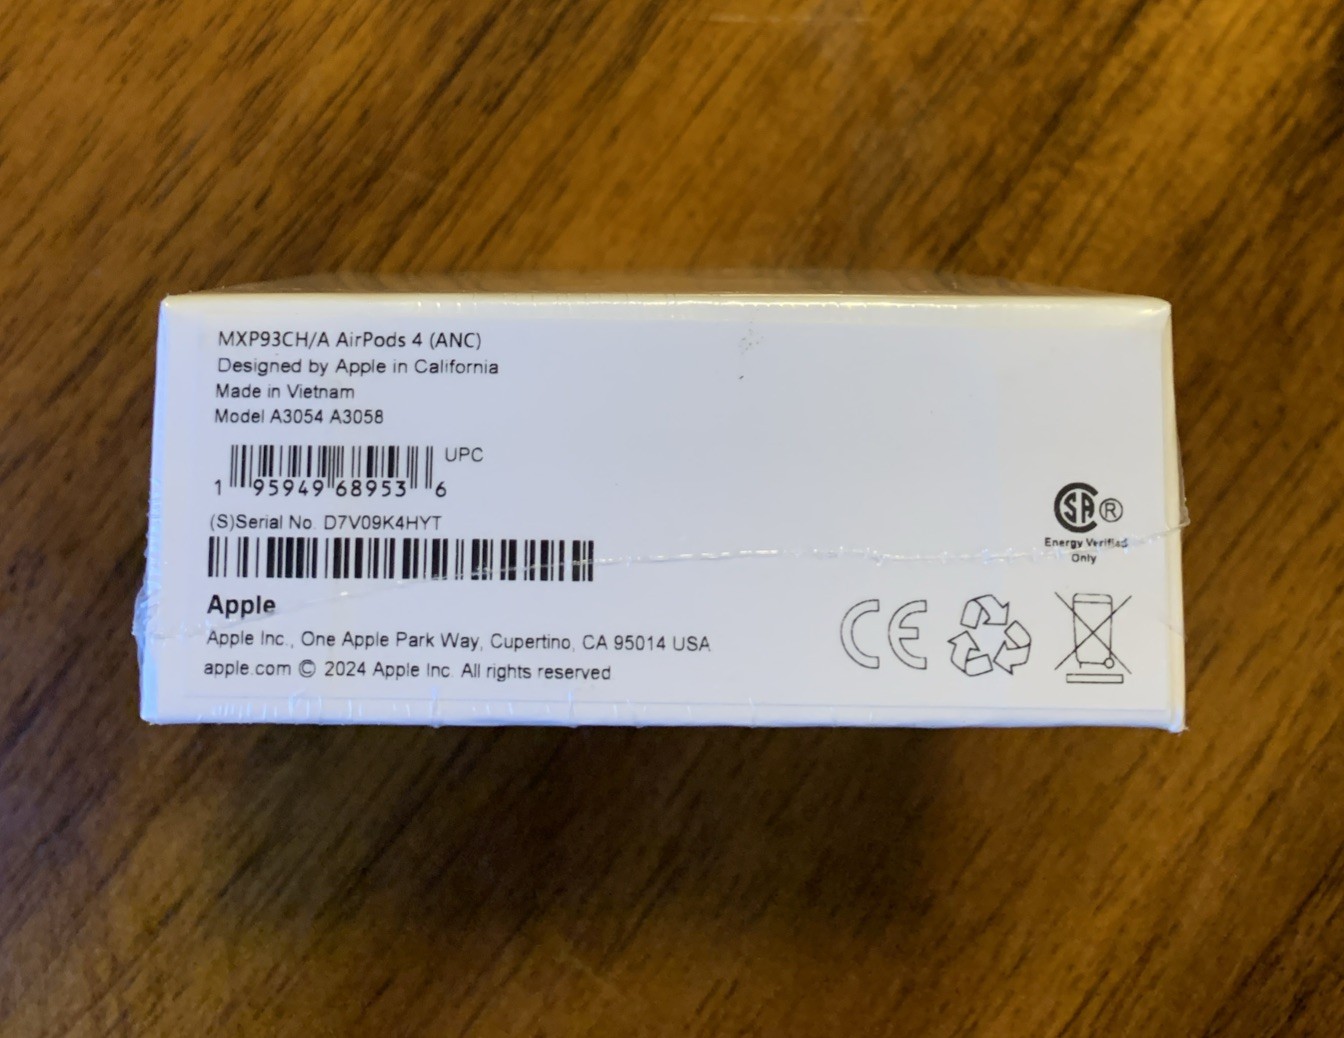 MXP93CH/A AirPods 4 (ANC)
Designed by Apple in California
Made in Vietnam
Model A3054 A3058
UPC
1 95949 68953 6
(S)Serial No. D7V09K4HYT
Apple
Apple Inc., One Apple Park Way, Cupertino, CA 95014 USA
apple.com © 2024 Apple Inc. All rights reserved
SA ®
Energy Verified
Only
CE